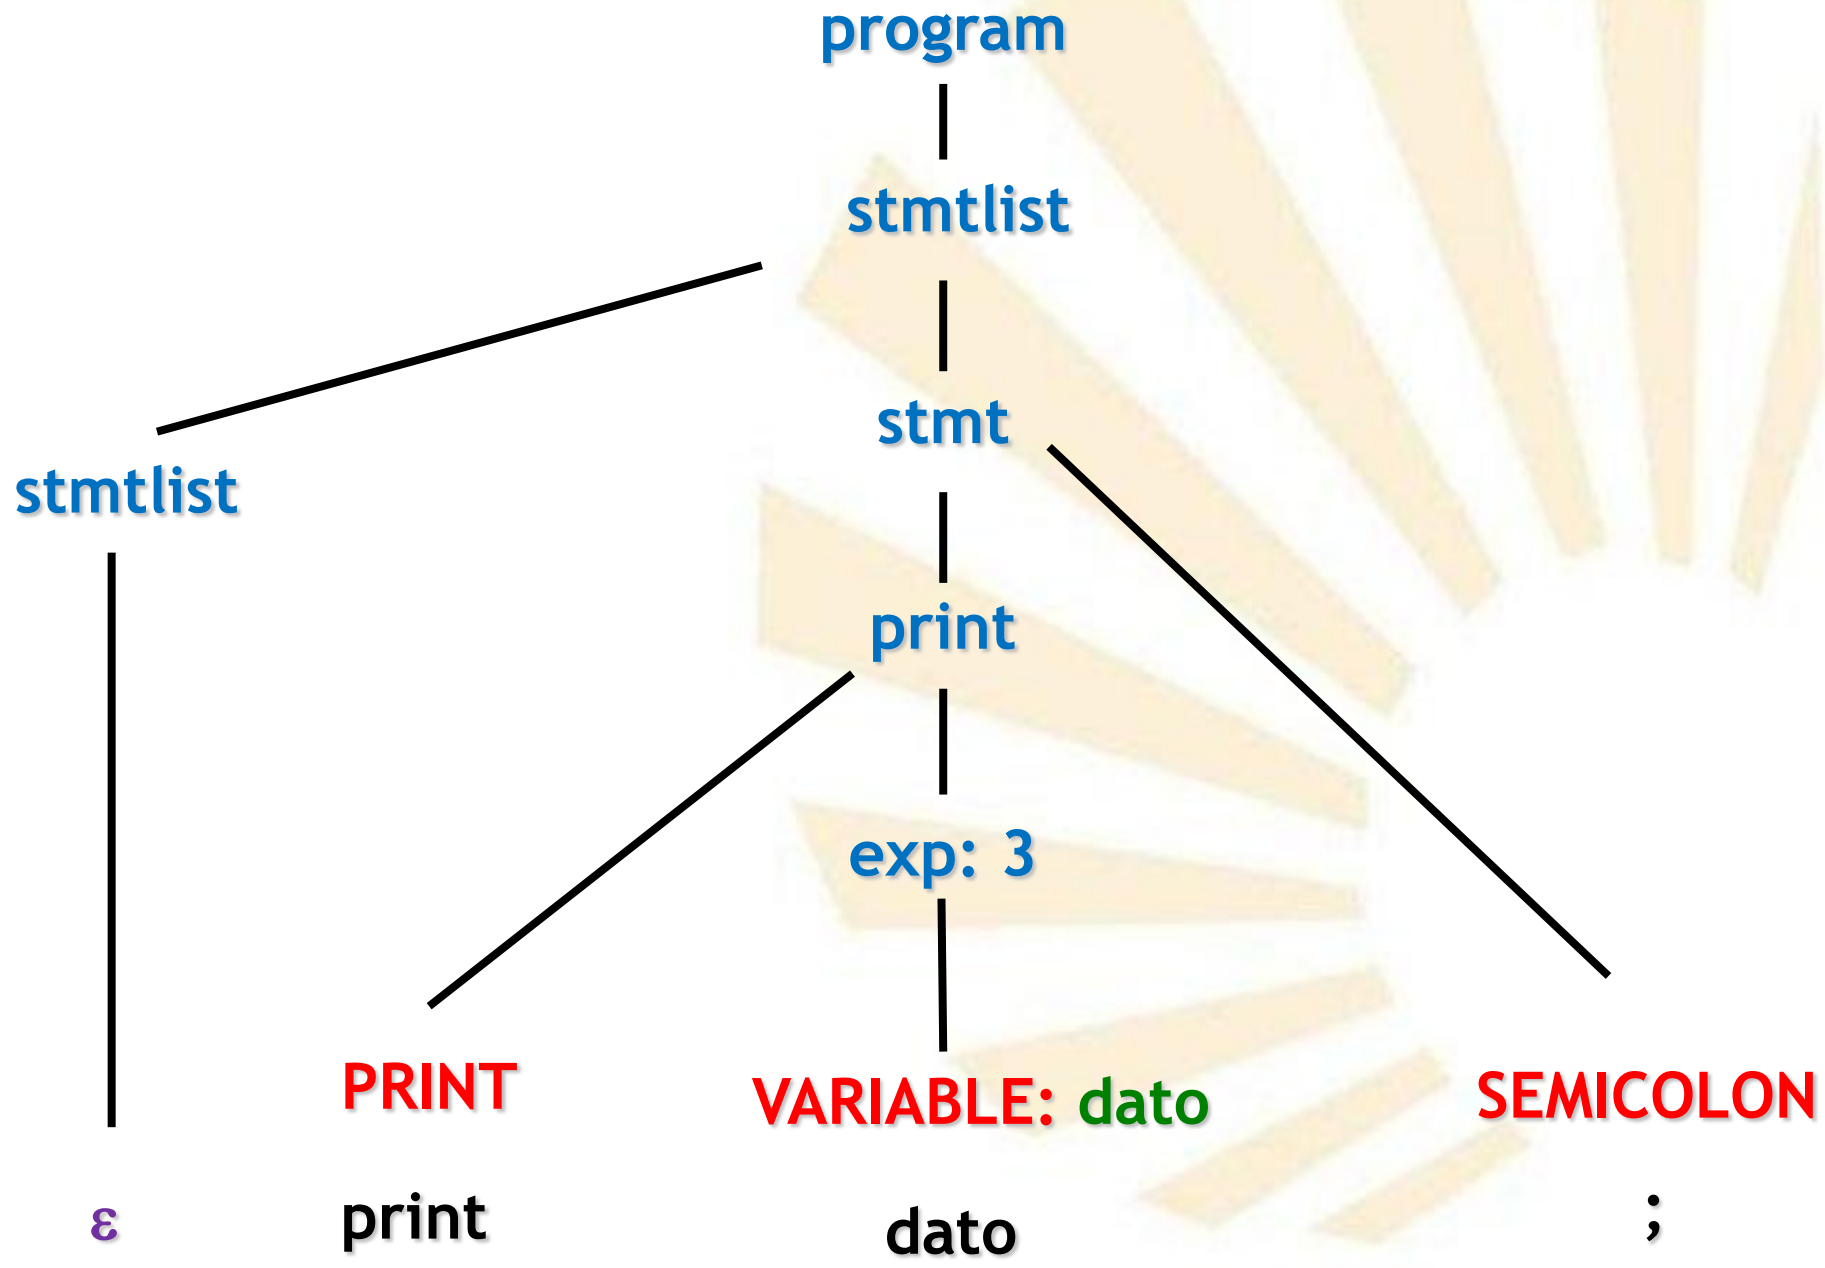 program
stmtlist
stmt
stmtlist
print
exp: 3
PRINT
VARIABLE: dato
SEMICOLON
ε
print
dato
;